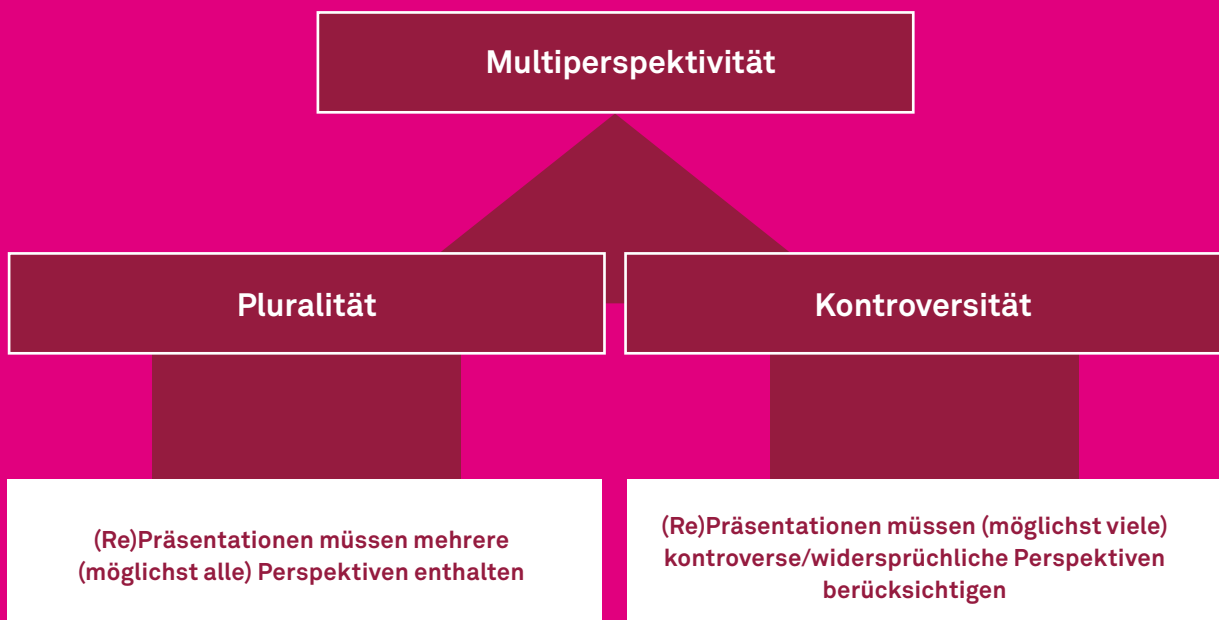 Multiperspektivität
Pluralität
Kontroversität
(Re)Präsentationen müssen mehrere
(möglichst alle) Perspektiven enthalten
(Re)Präsentationen müssen (möglichst viele)
kontroverse/widersprüchliche Perspektiven
berücksichtigen